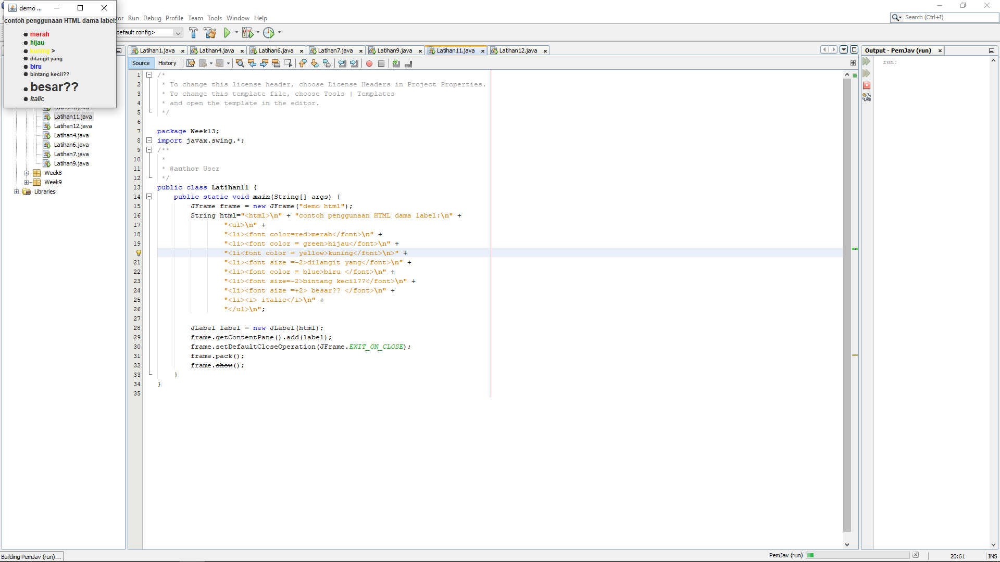 demo ...
contoh penggunaan HTML dama label:
merah
hijau
kuning >
dilangit yang
biru
bintang kecil??
besar??
italic
Run Debug Profile Team Tools Window Help
Search (Ctrl+I)
default config>
Latihan1.java
Latihan4.java
Latihan6.java
Latihan7.java
Latihan9.java
Latihan11.java
Latihan12.java
Output - PemJav (run)
Source History
run:
Latihan11.java
Latihan12.java
Latihan4.java
Latihan6.java
Latihan7.java
Latihan9.java
Week8
Week9
Libraries
1 /*
2 * To change this license header, choose License Headers in Project Properties.
3 * To change this template file, choose Tools | Templates
4 * and open the template in the editor.
5 */
6
7 package Week13;
8 import javax.swing.*;
9 /**
10 *
11 * @author User
12 */
13 public class Latihan11 {
14 public static void main(String[] args) {
15 JFrame frame = new JFrame("demo html");
16 String html="<html>\n" + "contoh penggunaan HTML dama label:\n" +
17 "<ul>\n" +
18 "<li><font color=red>merah</font>\n" +
19 "<li><font color = green>hijau</font>\n" +
"<li<font color = yellow>kuning</font>\n>" +
21 "<li><font size =-2>dilangit yang</font>\n" +
22 "<li><font color = blue>biru </font>\n" +
23 "<li><font size=-2>bintang kecil??</font>\n" +
24 "<li><font size =+2> besar?? </font>\n" +
25 "<li><i> italic</i>\n" +
26 "</ul>\n";
27
28 JLabel label = new JLabel(html);
29 frame.getContentPane().add(label);
30 frame.setDefaultCloseOperation(JFrame.EXIT_ON_CLOSE);
31 frame.pack();
32 frame.show();
33 }
34 }
35
Building PemJav (run)...
PemJav (run)
20:61
INS